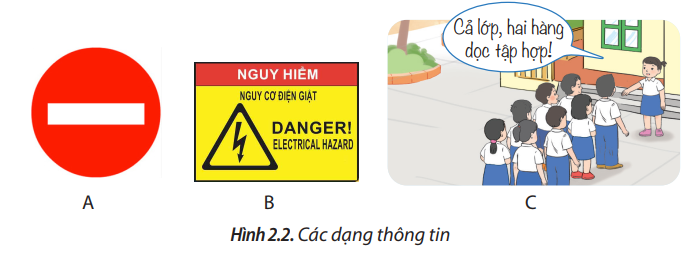 Cả lớp, hai hàng
dọc tập hợp!
NGUY HIỂM
NGUY CƠ ĐIỆN GIẬT
DANGER!
ELECTRICAL HAZARD
A
B
C
Hình 2.2. Các dạng thông tin